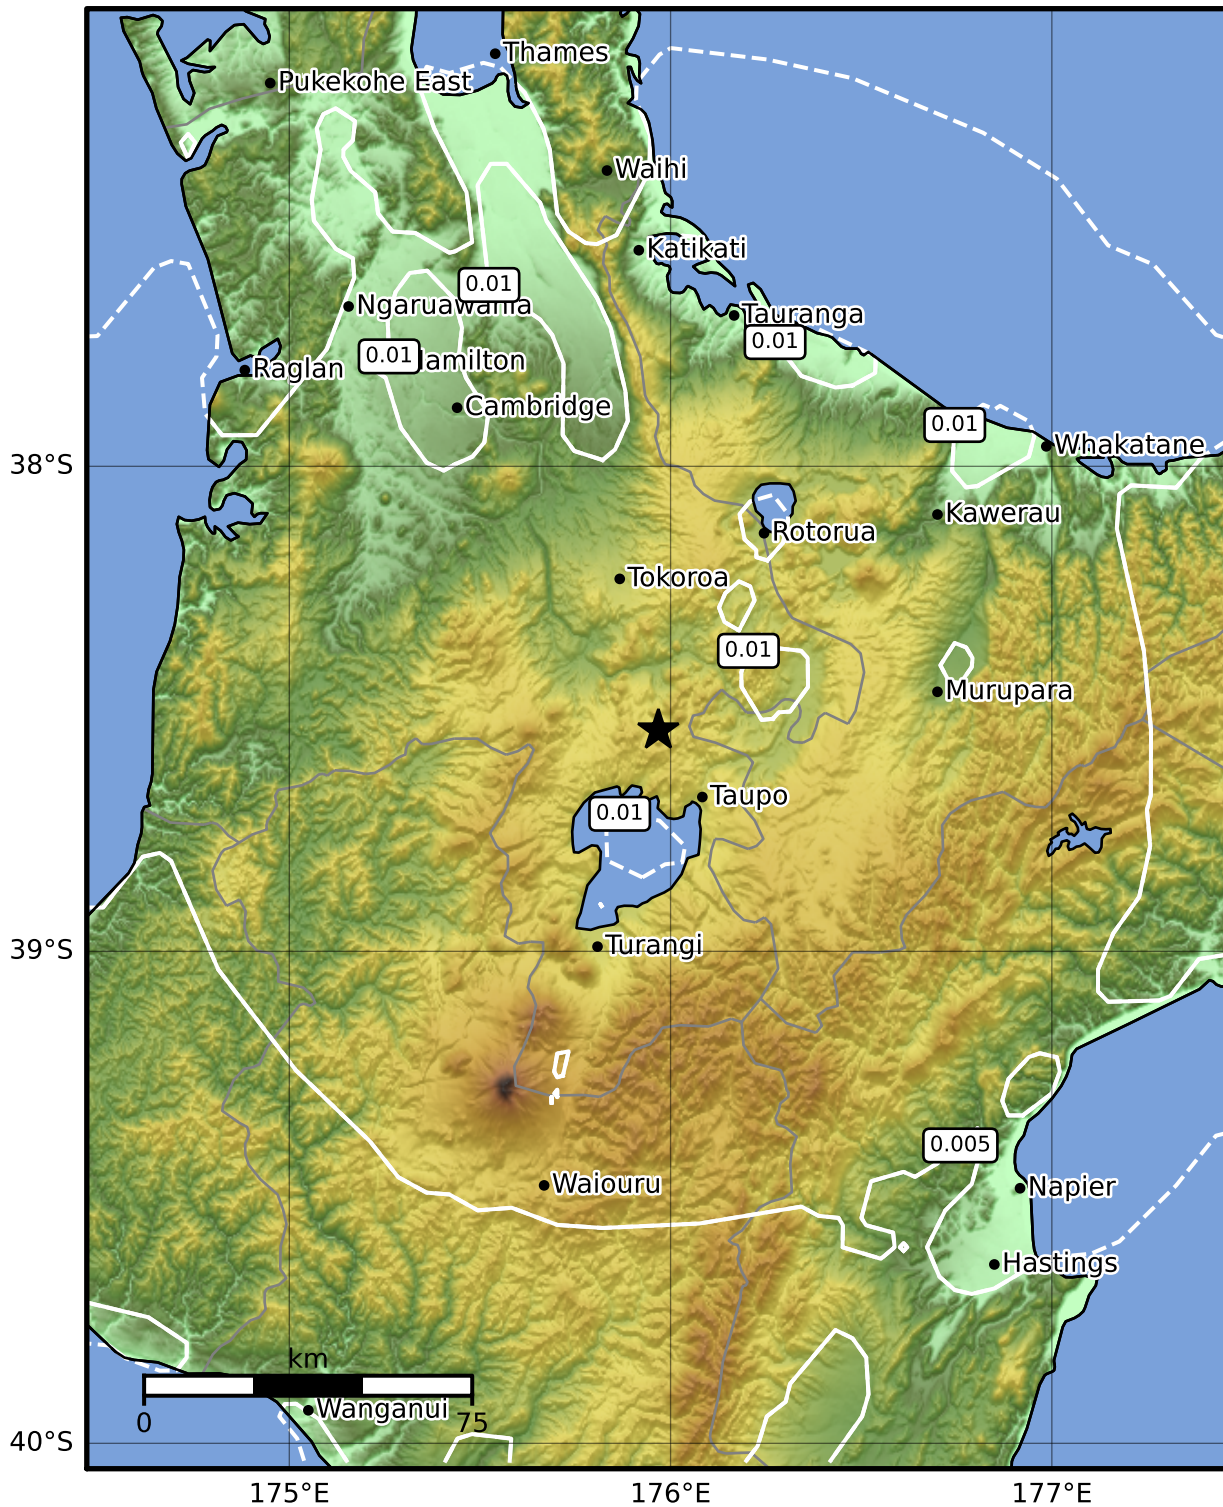 Thames
Pukekohe East
Waihi
Katikati
0.01
Ngaruawahia
Tauranga
0.01
0.01
Hamilton
Raglan
Cambridge
0.01
Whakatane
38°S
Kawerau
Rotorua
Tokoroa
0.01
Murupara
Taupo
0.01
Turangi
39°S
0.005
Waiouru
Napier
Hastings
km
0
75
Wanganui
40°S
175°E
176°E
177°E